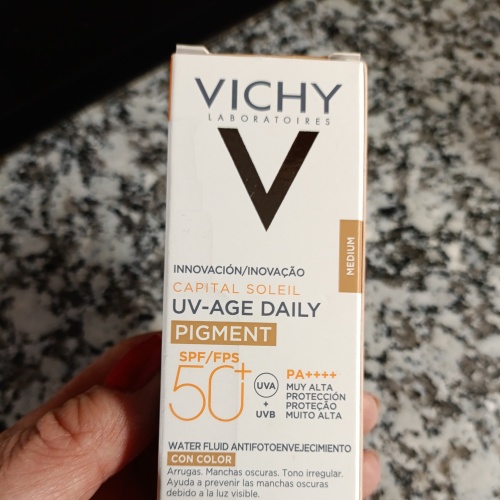 VICHY
LABORATOIRES
V
MEDIUM
INNOVACIÓN/INOVAÇÃO
CAPITAL SOLEIL
UV-AGE DAILY
PIGMENT
SPF/FPS
50+
UVA
+
UVB
PA++++
MUY ALTA
PROTECCIÓN
PROTEÇÃO
MUITO ALTA
WATER FLUID ANTIFOTOENVEJECIMIENTO
CON COLOR
Arrugas. Manchas oscuras. Tono irregular.
Ayuda a prevenir las manchas oscuras
debido a la luz visible.